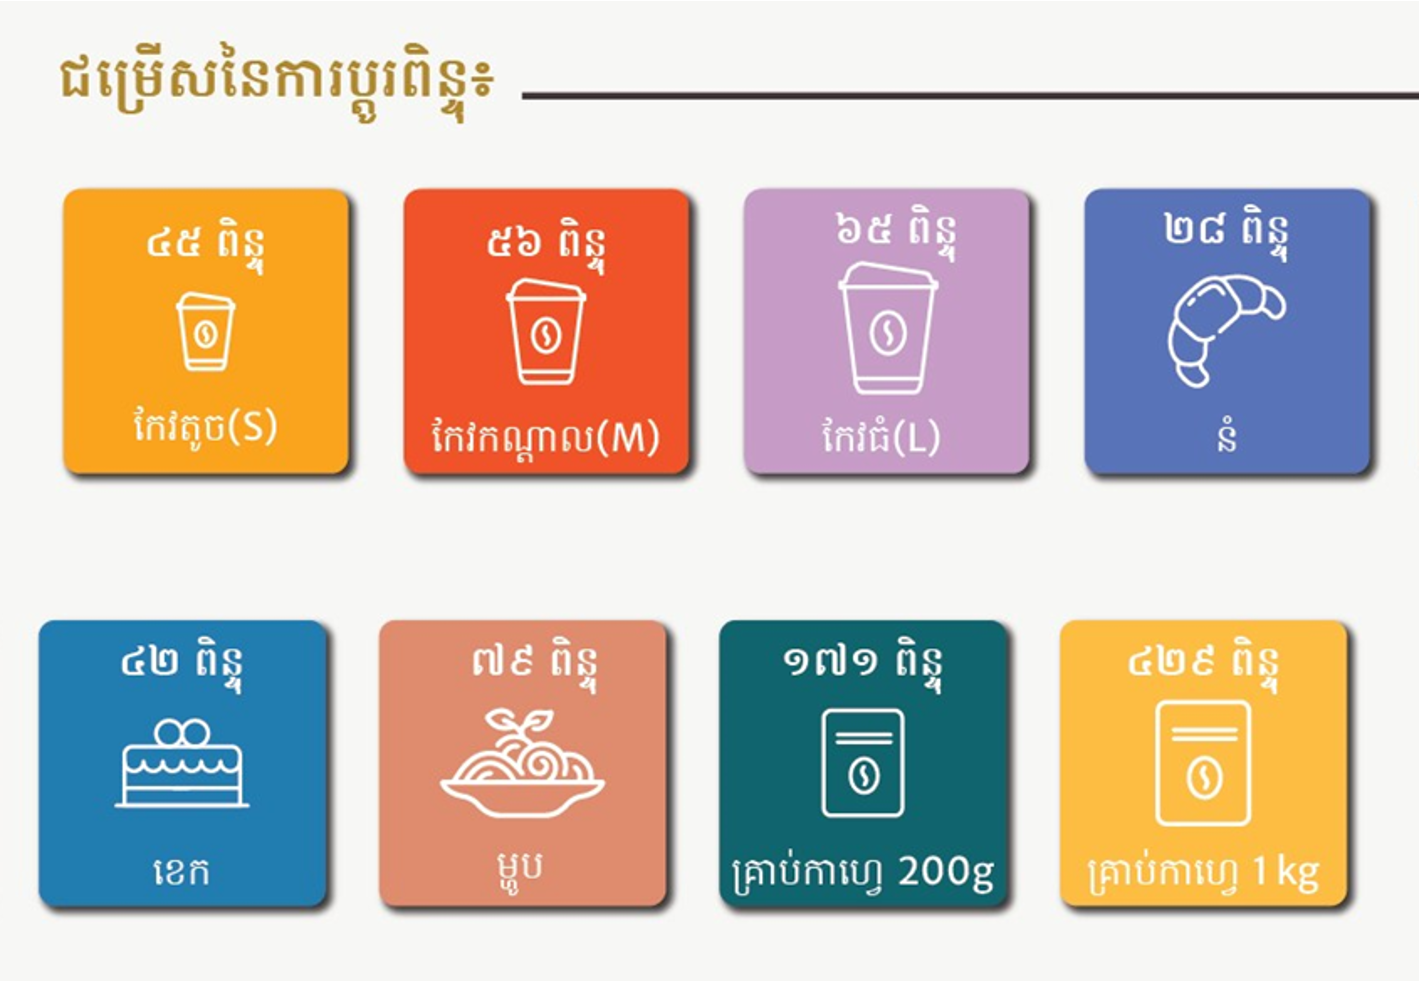 ជម្រើសនៃការប្តូរពិន្ទុ៖
៤៥ ពិន្ទុ
កែវតូច(S)
៥៦ ពិន្ទុ
កែវកណ្តាល(M)
៦៥ ពិន្ទុ
កែវធំ(L)
២៨ ពិន្ទុ
នំ
៤២ ពិន្ទុ
ខេក
៧៩ ពិន្ទុ
ម្ហូប
១៧១ ពិន្ទុ
គ្រាប់កាហ្វេ 200g
៤២៩ ពិន្ទុ
គ្រាប់កាហ្វេ 1kg